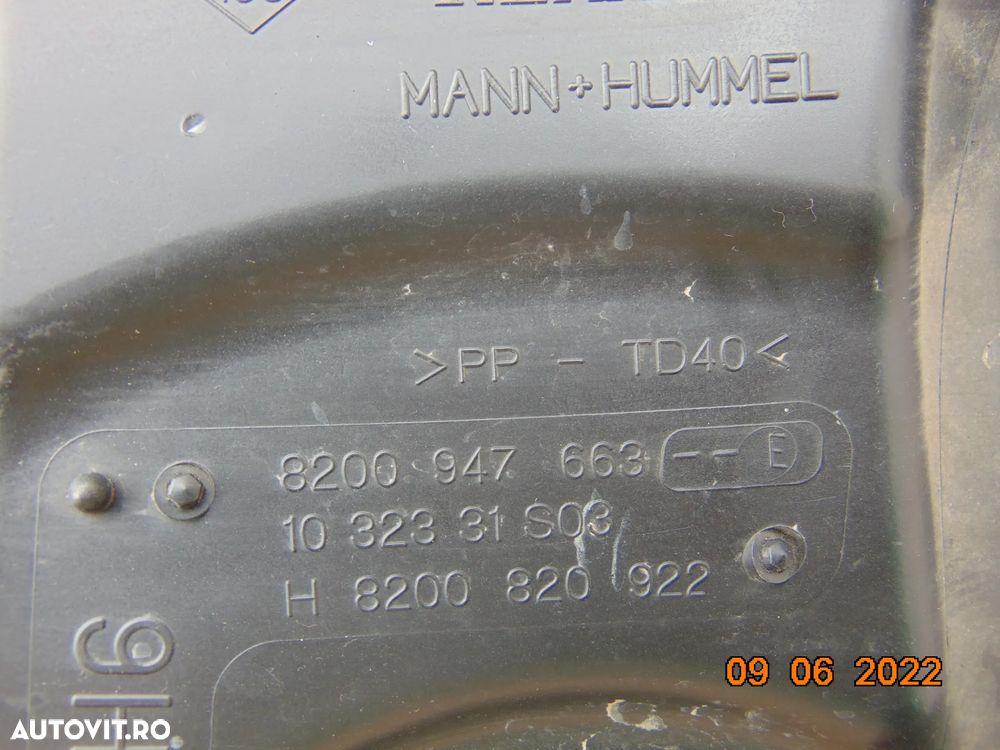 MANN+HUMMEL
>PP - TD40<
8200 947 663 -- E
10 323 31 S03
H 8200 820 922
09 06 2022
AUTOVIT.RO